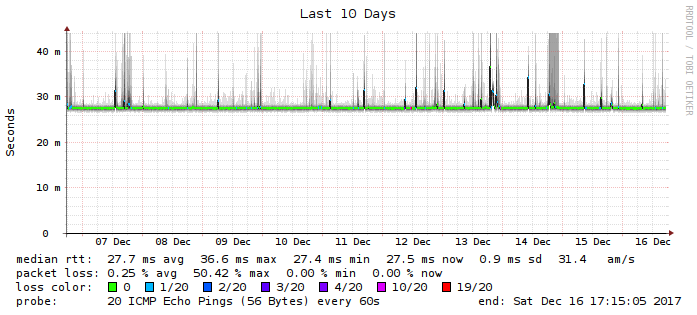 Last 10 Days
RRDTOOL / TOBI OETIKER
Seconds
40 m
30 m
20 m
10 m
0
07 Dec 08 Dec 09 Dec 10 Dec 11 Dec 12 Dec 13 Dec 14 Dec 15 Dec 16 Dec
median rtt: 27.7 ms avg 36.6 ms max 27.4 ms min 27.5 ms now 0.9 ms sd 31.4 am/s
packet loss: 0.25 % avg 50.42 % max 0.00 % min 0.00 % now
loss color: 0 1/20 2/20 3/20 4/20 10/20 19/20
probe: 20 ICMP Echo Pings (56 Bytes) every 60s end: Sat Dec 16 17:15:05 2017